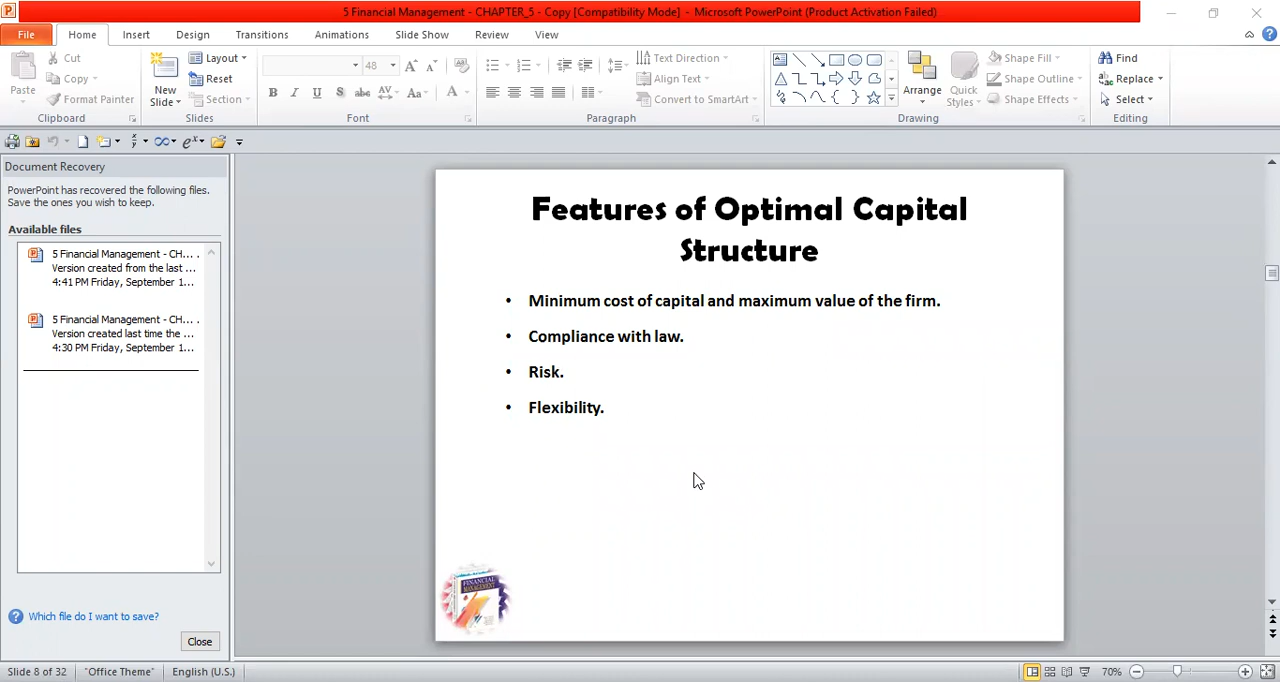 5 Financial Management - CHAPTER_5 - Copy [Compatibility Mode] - Microsoft PowerPoint (Product Activation Failed)
File Home Insert Design Transitions Animations Slide Show Review View
Paste
Cut
Copy
Format Painter
Clipboard
New Slide
Layout
Reset
Section
Slides
48
B I U S abc AV Aa A
Font
Text Direction
Align Text
Convert to SmartArt
Paragraph
Arrange
Quick Styles
Shape Fill
Shape Outline
Shape Effects
Drawing
Find
Replace
Select
Editing
Document Recovery
PowerPoint has recovered the following files.
Save the ones you wish to keep.
Available files
5 Financial Management - CH... .
Version created from the last ...
4:41 PM Friday, September 1...
5 Financial Management - CH... .
Version created last time the ...
4:30 PM Friday, September 1...
Which file do I want to save?
Close
Features of Optimal Capital
Structure
• Minimum cost of capital and maximum value of the firm.
• Compliance with law.
• Risk.
• Flexibility.
FINANCIAL
MANAGEMENT
Slide 8 of 32 "Office Theme" English (U.S.) 70%